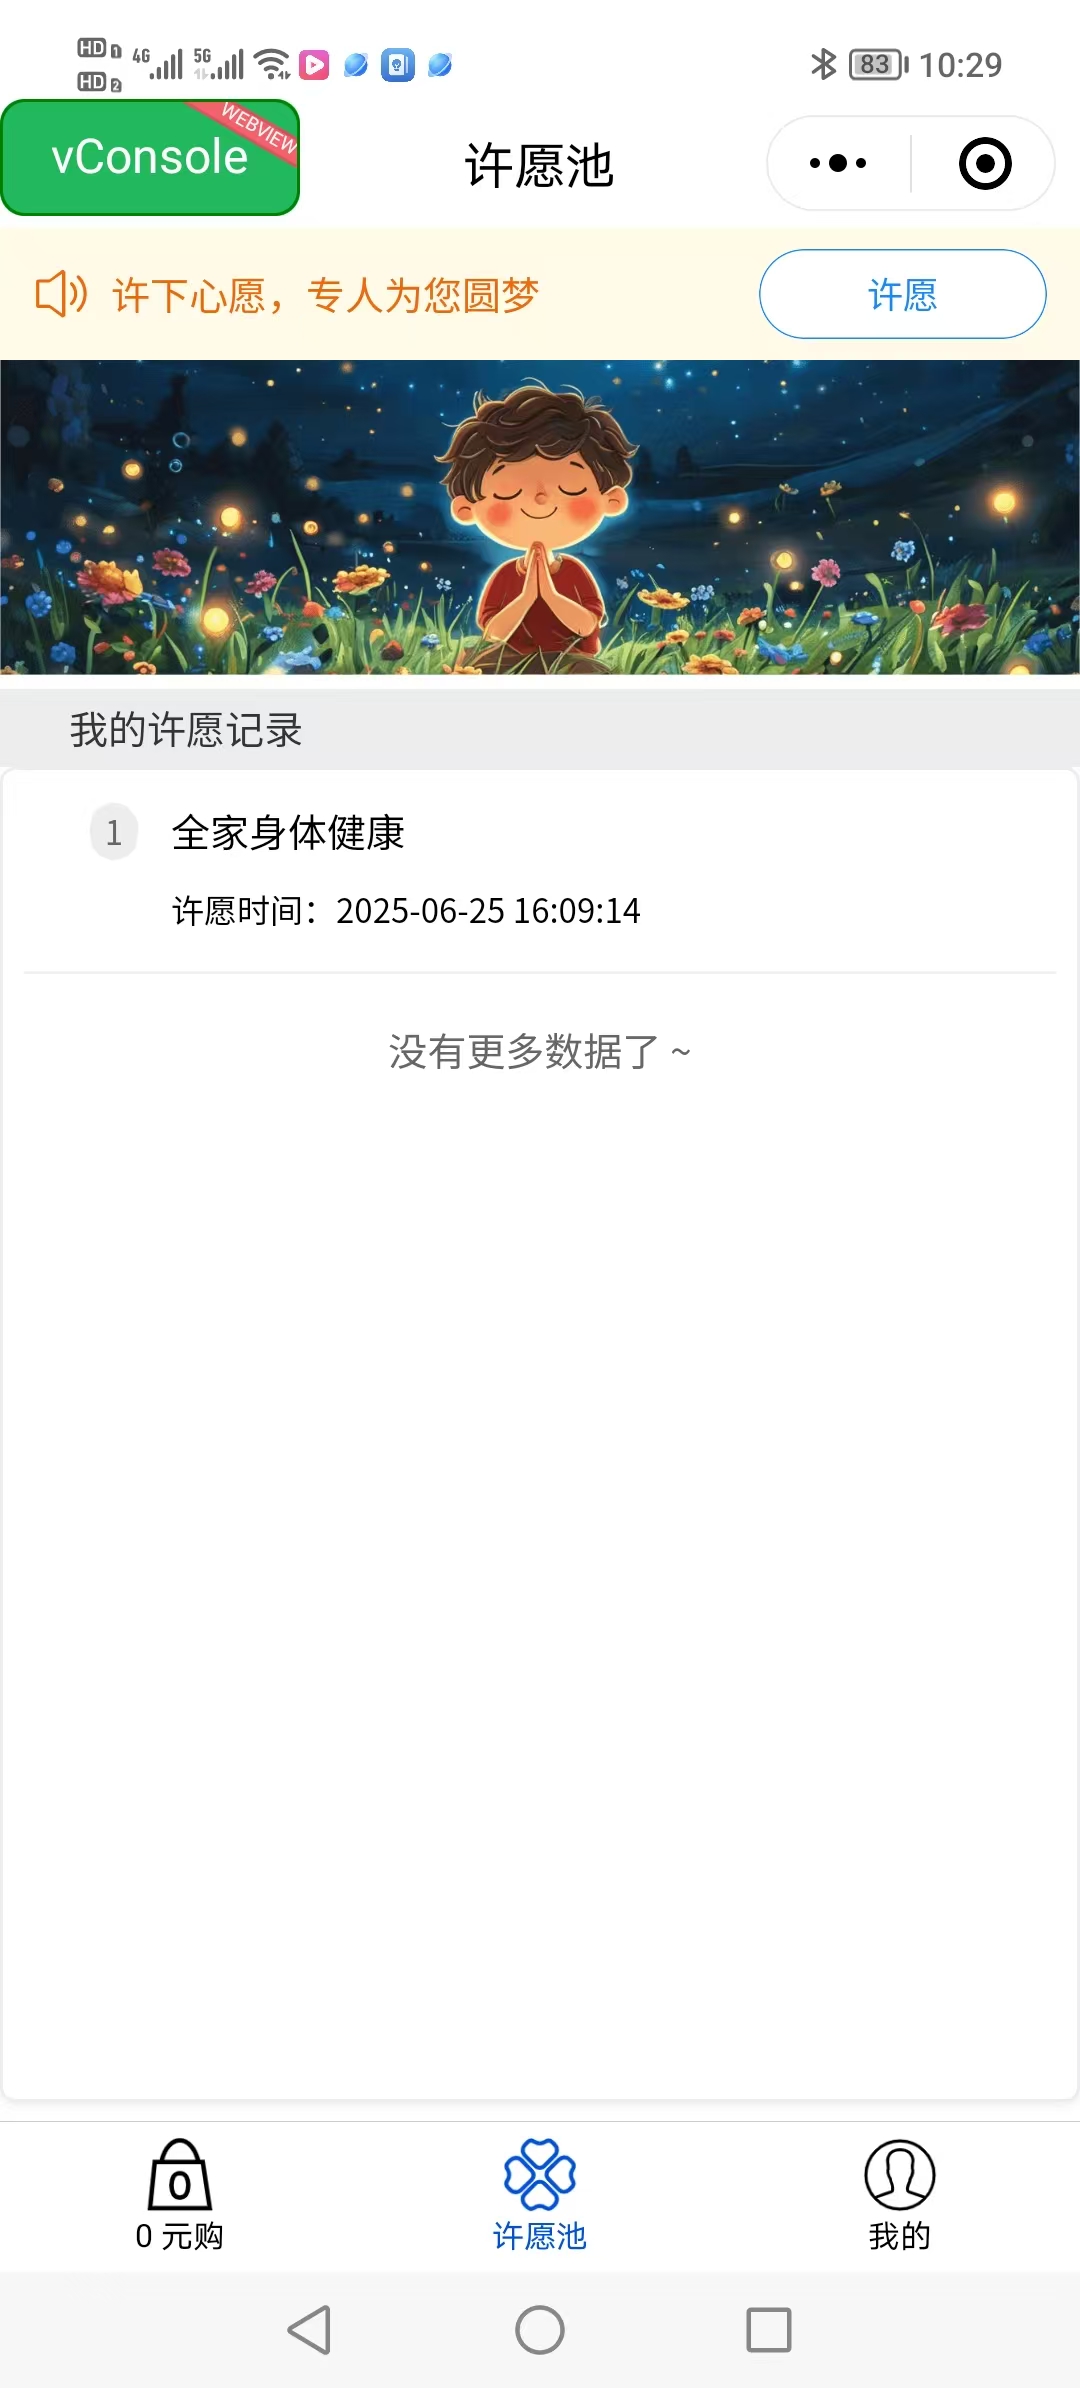 HD 1 4G 5G
HD 2
83 10:29
vConsole
WEBVIEW
许愿池
许下心愿，专人为您圆梦
许愿
我的许愿记录
1 全家身体健康
许愿时间：2025-06-25 16:09:14
没有更多数据了 ~
0
0 元购
许愿池
我的